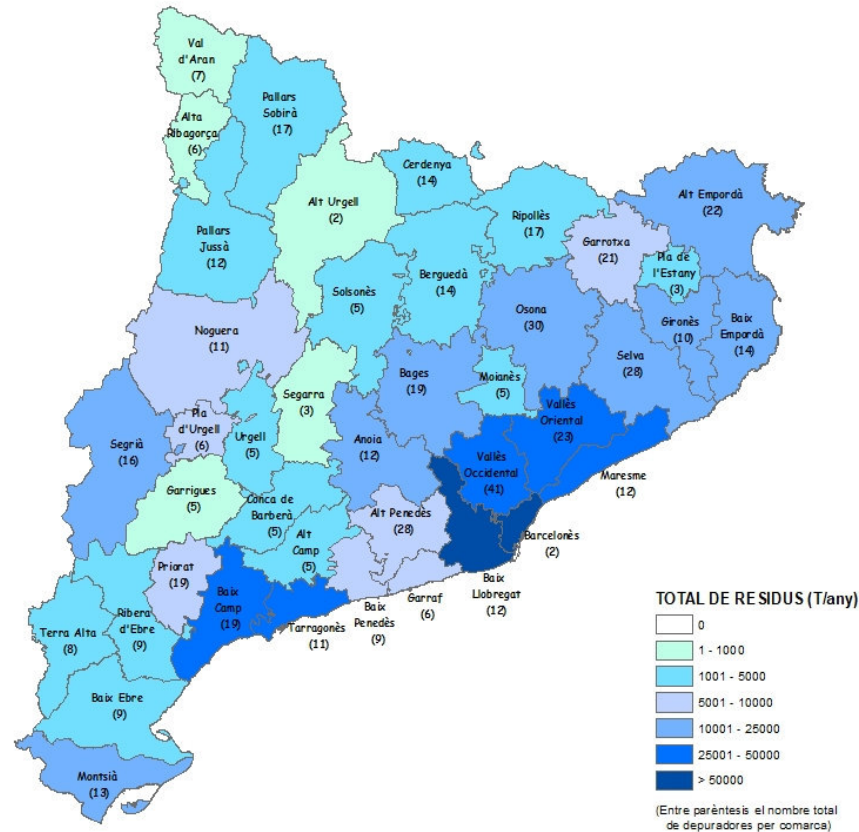 Val
d'Aran
(7)
Pallars
Sobirà
(17)
Alta
Ribagorça
(6)
Cerdenya
(14)
Alt Urgell
(2)
Ripollès
(17)
Alt Empordà
(22)
Garrotxa
(21)
Pla de
l'Estany
(3)
Pallars
Jussà
(12)
Berguedà
(14)
Solsonès
(5)
Osona
(30)
Gironès
(10)
Baix
Empordà
(14)
Noguera
(11)
Selva
(28)
Bages
(19)
Moianès
(5)
Segarra
(3)
Vallès
Oriental
(23)
Pla
d'Urgell
(6)
Urgell
(5)
Segrià
(16)
Anoia
(12)
Vallès
Occidental
(41)
Maresme
(12)
Garrigues
(5)
Conca de
Barberà
(5)
Alt Penedès
(28)
Alt
Camp
(5)
Barcelonès
(2)
Priorat
(19)
Baix
Llobregat
(12)
Baix
Camp
(19)
Garraf
(6)
Baix
Penedès
(9)
Tarragonès
(11)
Ribera
d'Ebre
(9)
Terra Alta
(8)
Baix Ebre
(9)
Montsià
(13)
TOTAL DE RESIDUS (T/any)
0
1 - 1000
1001 - 5000
5001 - 10000
10001 - 25000
25001 - 50000
> 50000
(Entre parèntesis el nombre total
de depuradores per comarca)